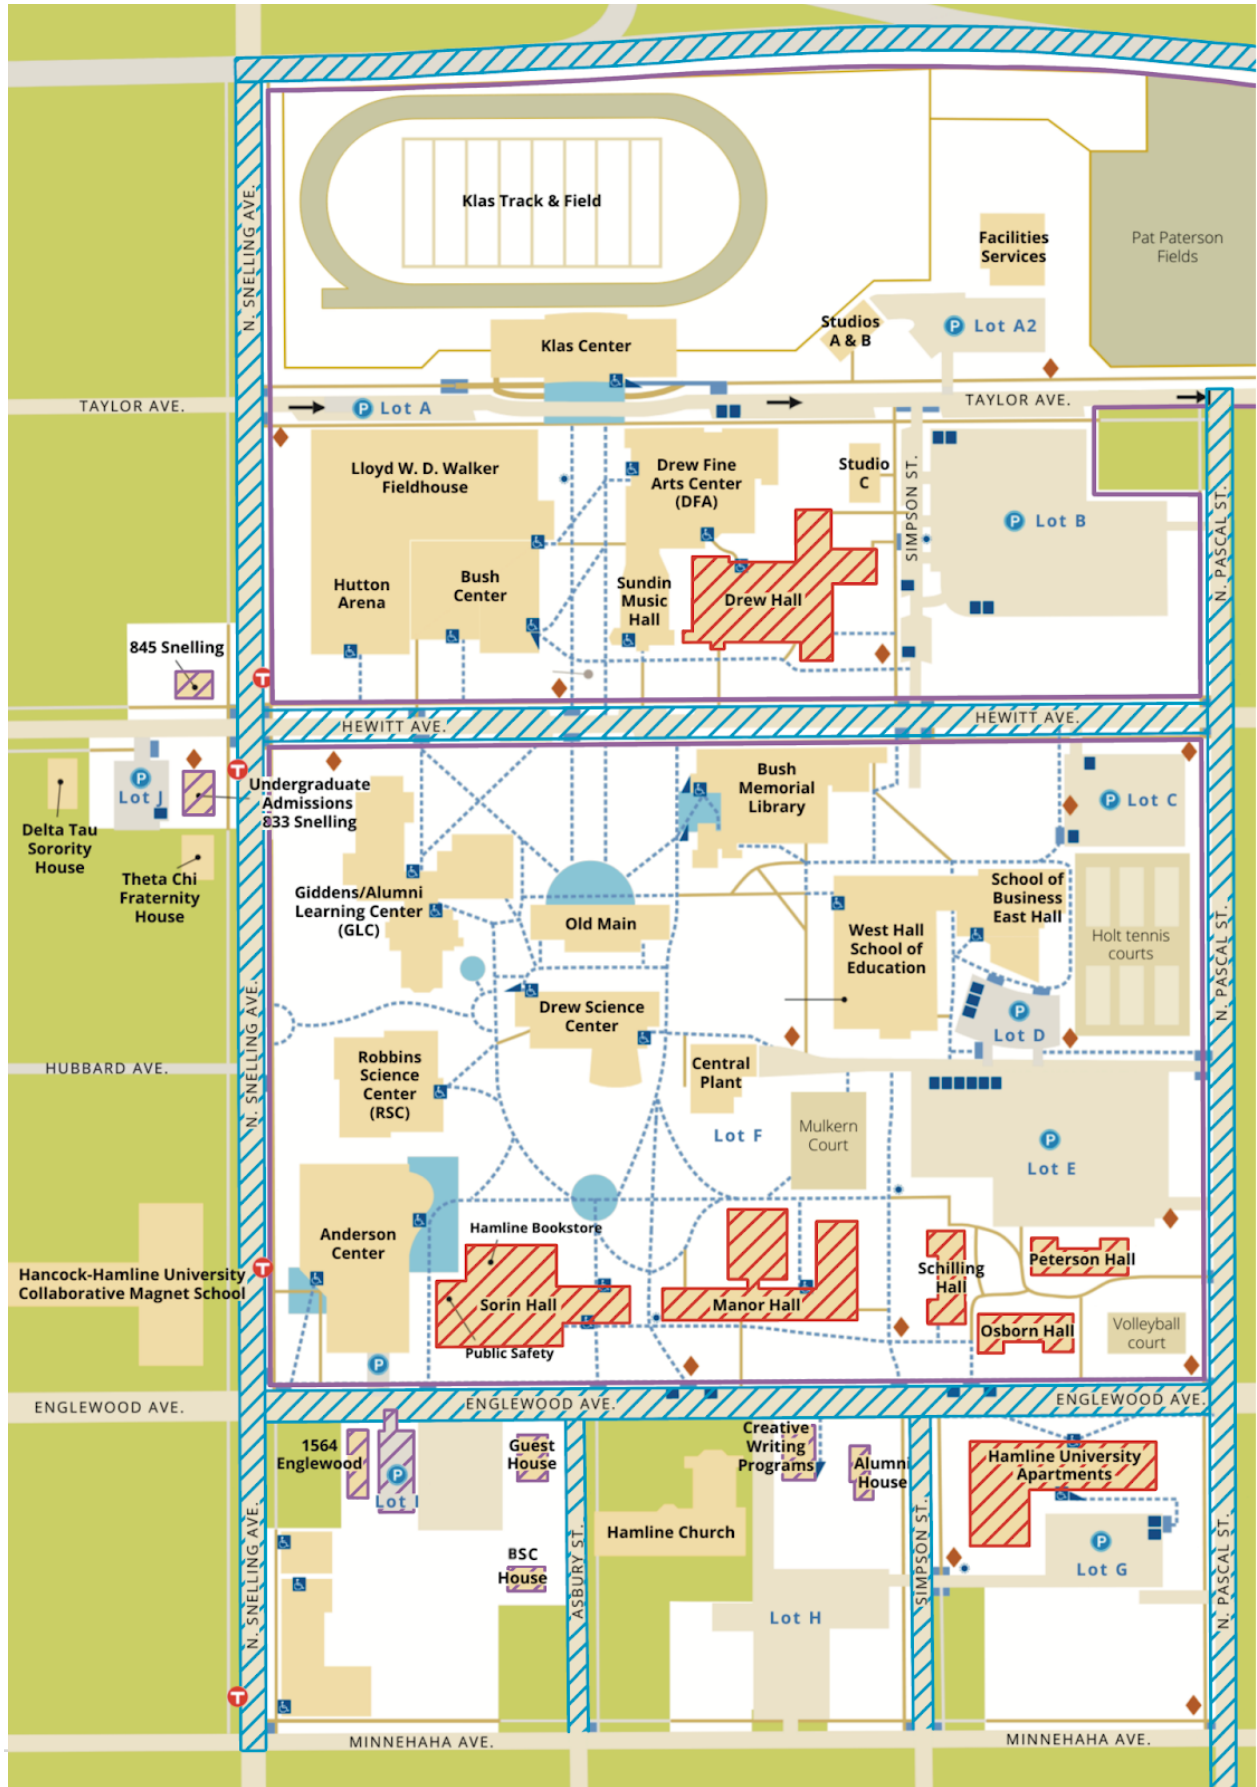 N. SNELLING AVE.
Klas Track & Field
Facilities
Services
Pat Paterson
Fields
Studios
A & B
P
Lot A2
Klas Center
TAYLOR AVE.
P
Lot A
TAYLOR AVE.
Lloyd W. D. Walker
Fieldhouse
Drew Fine
Arts Center
(DFA)
Studio
C
SIMPSON ST.
P
Lot B
N. PASCAL ST.
Hutton
Arena
Bush
Center
Sundin
Music
Hall
Drew Hall
845 Snelling
T
HEWITT AVE.
HEWITT AVE.
T
P
Lot J
Undergraduate
Admissions
833 Snelling
Bush
Memorial
Library
P
Lot C
Delta Tau
Sorority
House
Theta Chi
Fraternity
House
Giddens/Alumni
Learning Center
(GLC)
Old Main
West Hall
School of
Education
School of
Business
East Hall
Holt tennis
courts
N. PASCAL ST.
N. SNELLING AVE.
Drew Science
Center
P
Lot D
HUBBARD AVE.
Robbins
Science
Center
(RSC)
Central
Plant
Lot F
Mulkern
Court
P
Lot E
Anderson
Center
Hamline Bookstore
Sorin Hall
Public Safety
Manor Hall
Schilling
Hall
Peterson Hall
Osborn Hall
Volleyball
court
T
Hancock-Hamline University
Collaborative Magnet School
P
ENGLEWOOD AVE.
ENGLEWOOD AVE.
ENGLEWOOD AVE.
1564
Englewood
P
Lot I
Guest
House
Creative
Writing
Programs
Alumni
House
Hamline University
Apartments
Hamline Church
BSC
House
N. SNELLING AVE.
ASBURY ST.
SIMPSON ST.
P
Lot G
N. PASCAL ST.
Lot H
T
MINNEHAHA AVE.
MINNEHAHA AVE.